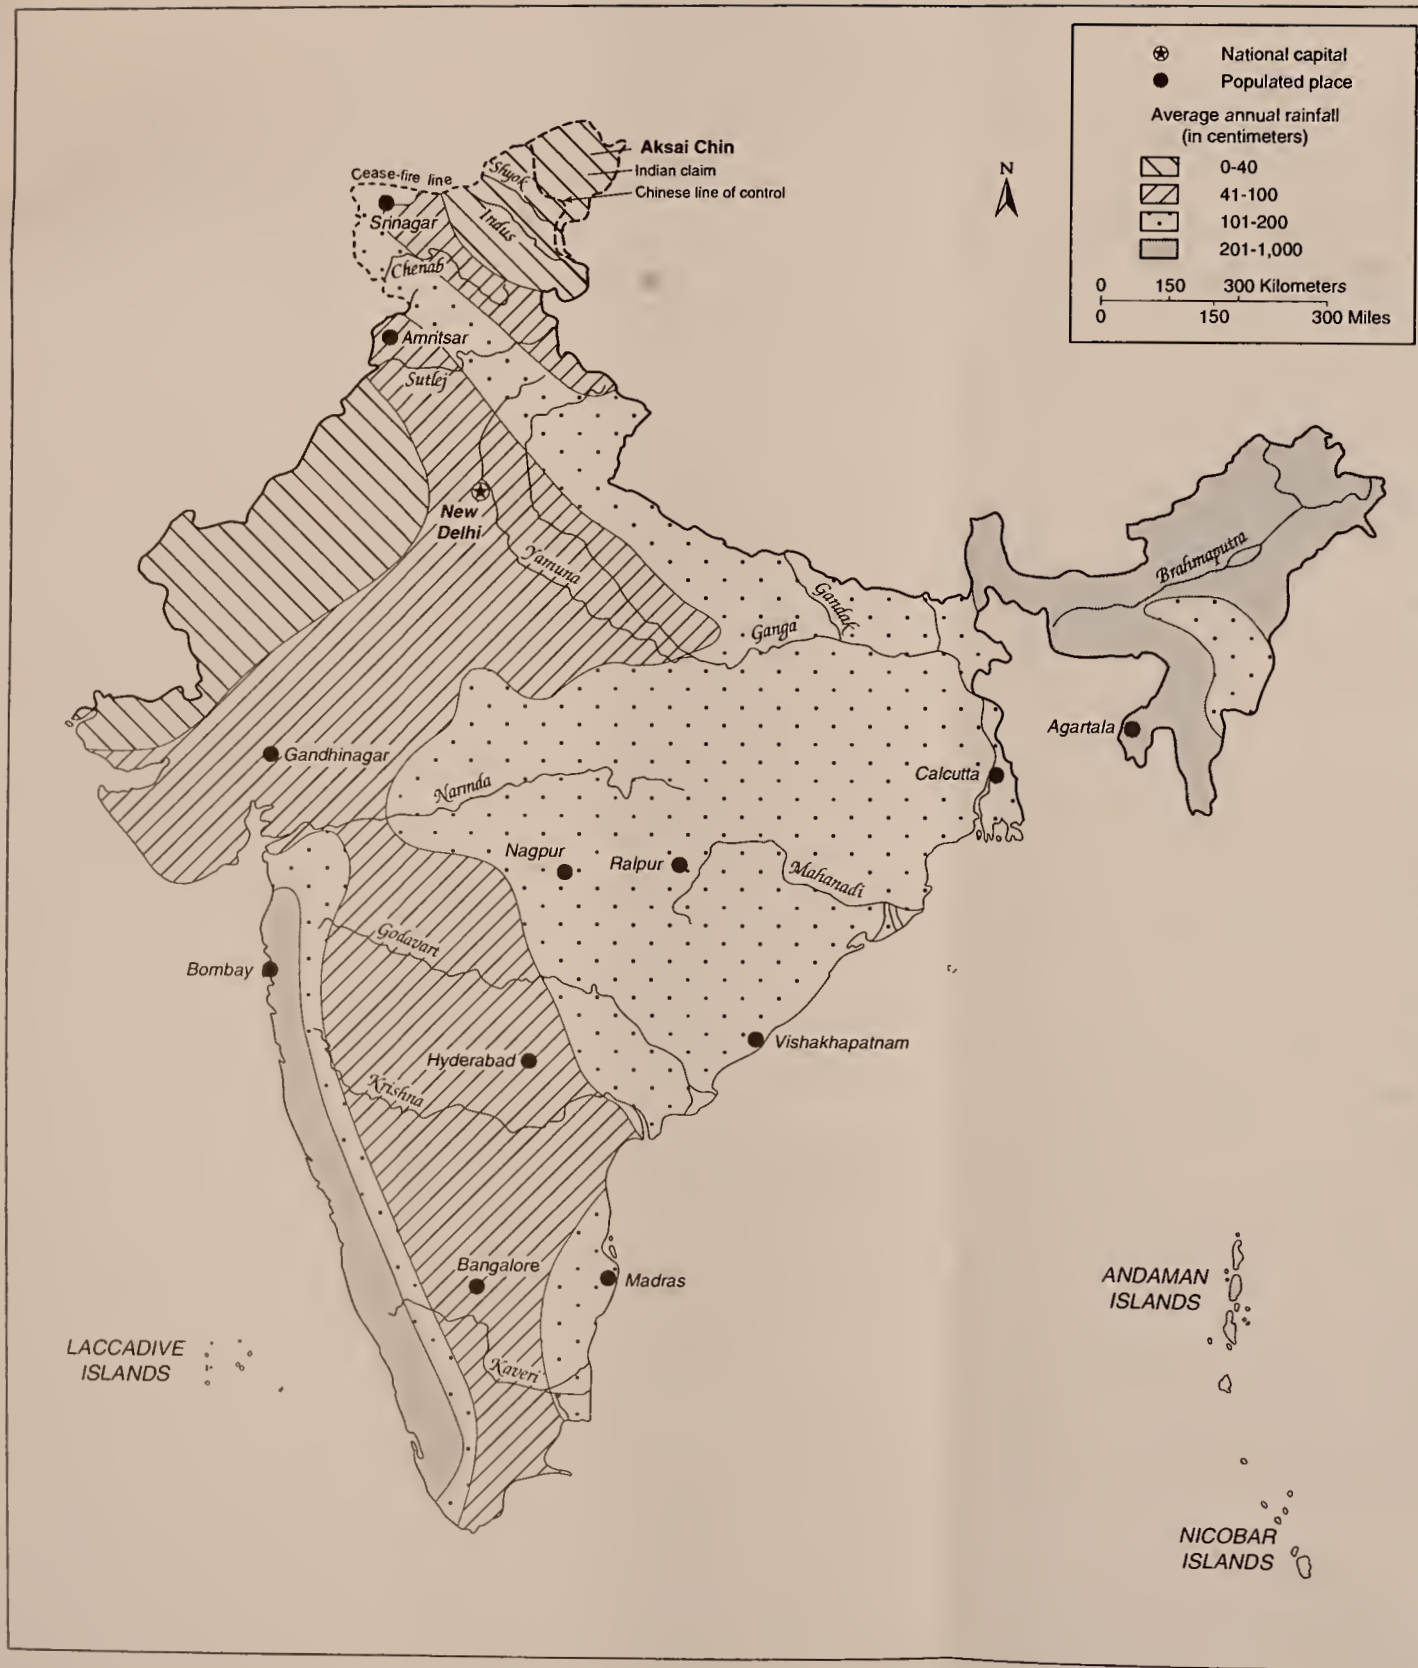 National capital
Populated place
Average annual rainfall
(in centimeters)
0-40
41-100
101-200
201-1,000
0 150 300 Kilometers
0 150 300 Miles
N
Aksai Chin
Indian claim
Chinese line of control
Cease-fire line
Shyok
Srinagar
Indus
Chenab
Amritsar
Sutlej
New
Delhi
Yamuna
Gandak
Ganga
Brahmaputra
Agartala
Gandhinagar
Calcutta
Narmda
Nagpur
Ralpur
Mahanadi
Godavart
Bombay
Vishakhapatnam
Hyderabad
Krishna
Bangalore
Madras
ANDAMAN
ISLANDS
LACCADIVE
ISLANDS
Kaveri
NICOBAR
ISLANDS